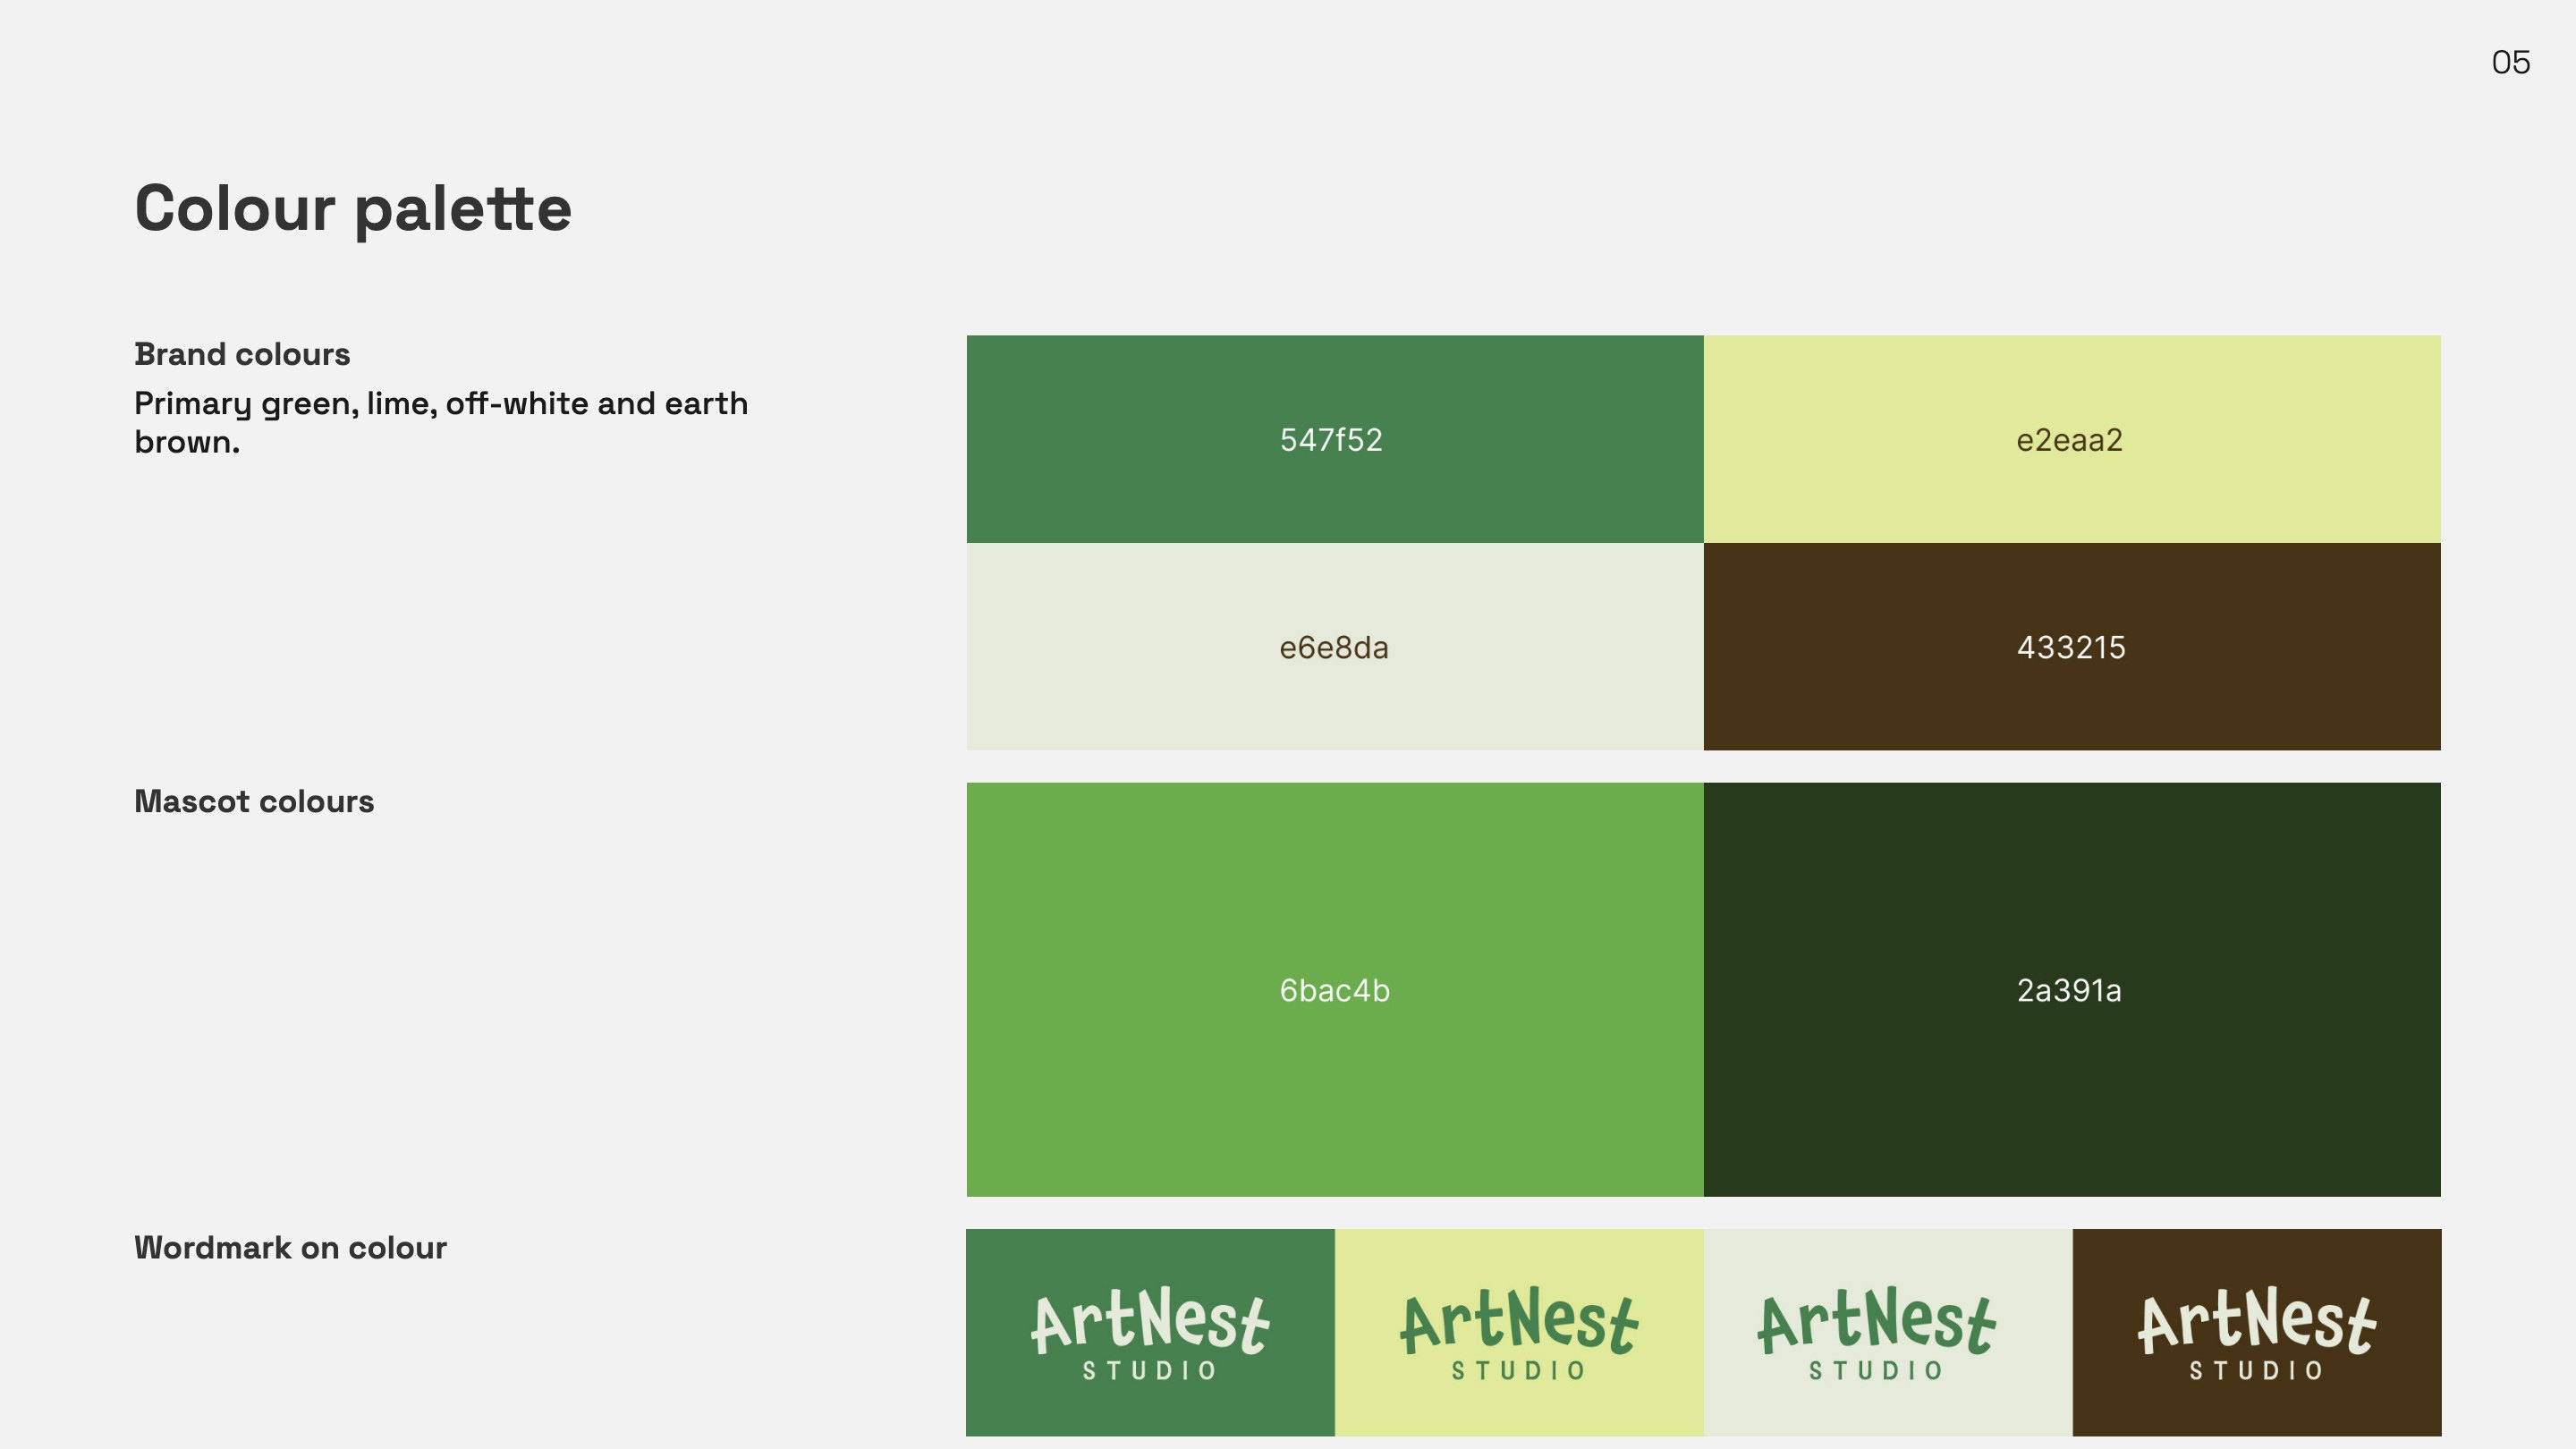 05
Colour palette
Brand colours
Primary green, lime, off-white and earth
brown.
547f52
e2eaa2
e6e8da
433215
Mascot colours
6bac4b
2a391a
Wordmark on colour
ArtNest
STUDIO
ArtNest
STUDIO
ArtNest
STUDIO
ArtNest
STUDIO